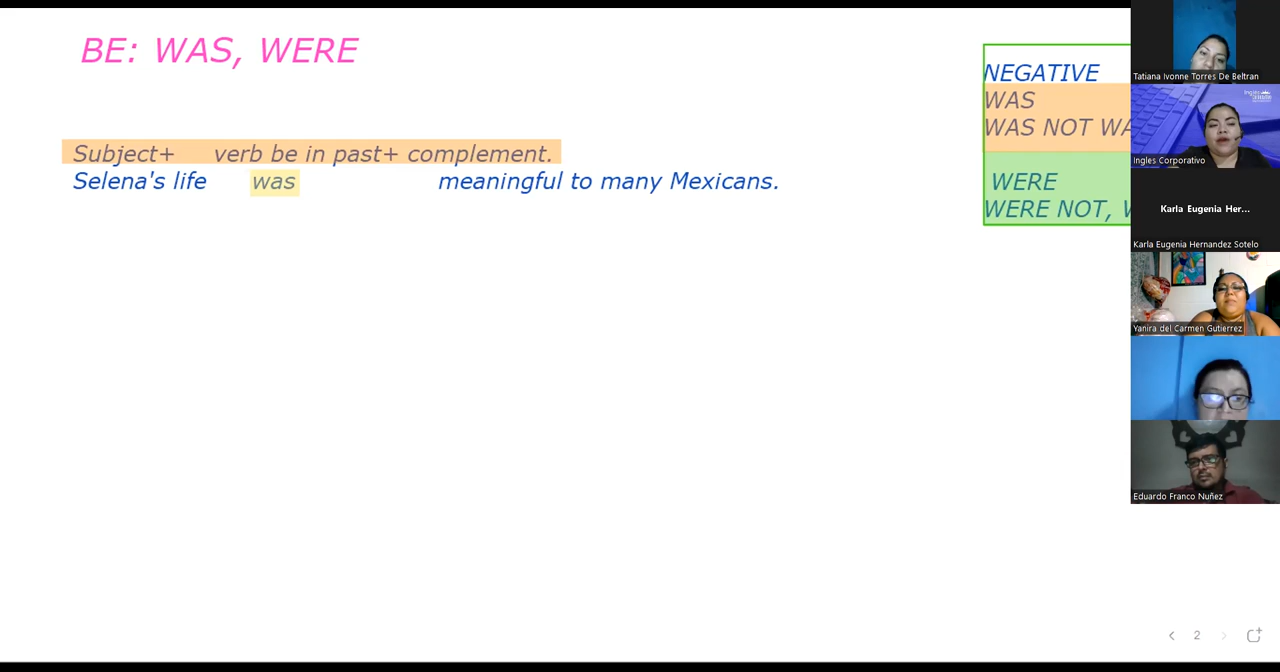 BE: WAS, WERE
Subject+ verb be in past+ complement.
Selena's life was meaningful to many Mexicans.
NEGATIVE
WAS
WAS NOT WA
WERE
WERE NOT,
Tatiana Ivonne Torres De Beltran
Ingles Corporativo
Karla Eugenia Her...
Karla Eugenia Hernandez Sotelo
Yanira del Carmen Gutierrez
Eduardo Franco Nuñez
2